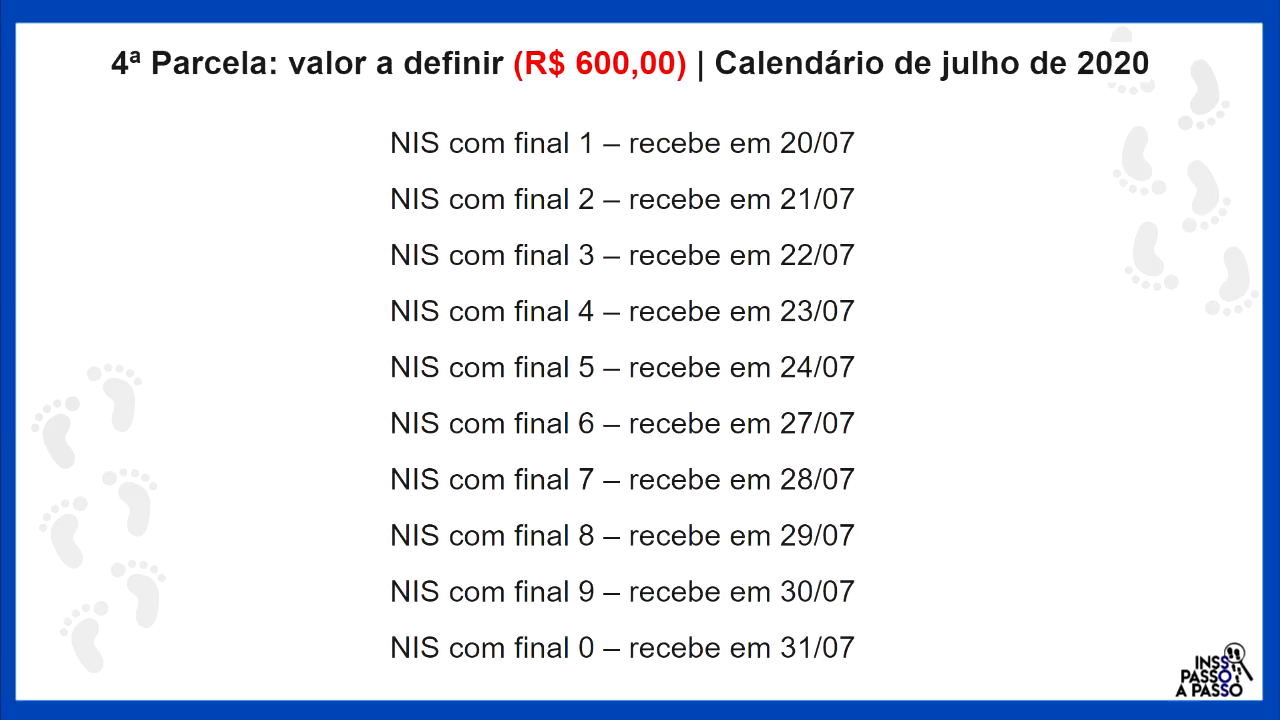 4ª Parcela: valor a definir (R$ 600,00) | Calendário de julho de 2020
NIS com final 1 – recebe em 20/07
NIS com final 2 – recebe em 21/07
NIS com final 3 – recebe em 22/07
NIS com final 4 – recebe em 23/07
NIS com final 5 – recebe em 24/07
NIS com final 6 – recebe em 27/07
NIS com final 7 – recebe em 28/07
NIS com final 8 – recebe em 29/07
NIS com final 9 – recebe em 30/07
NIS com final 0 – recebe em 31/07
INSS
PASSO
A PASSO